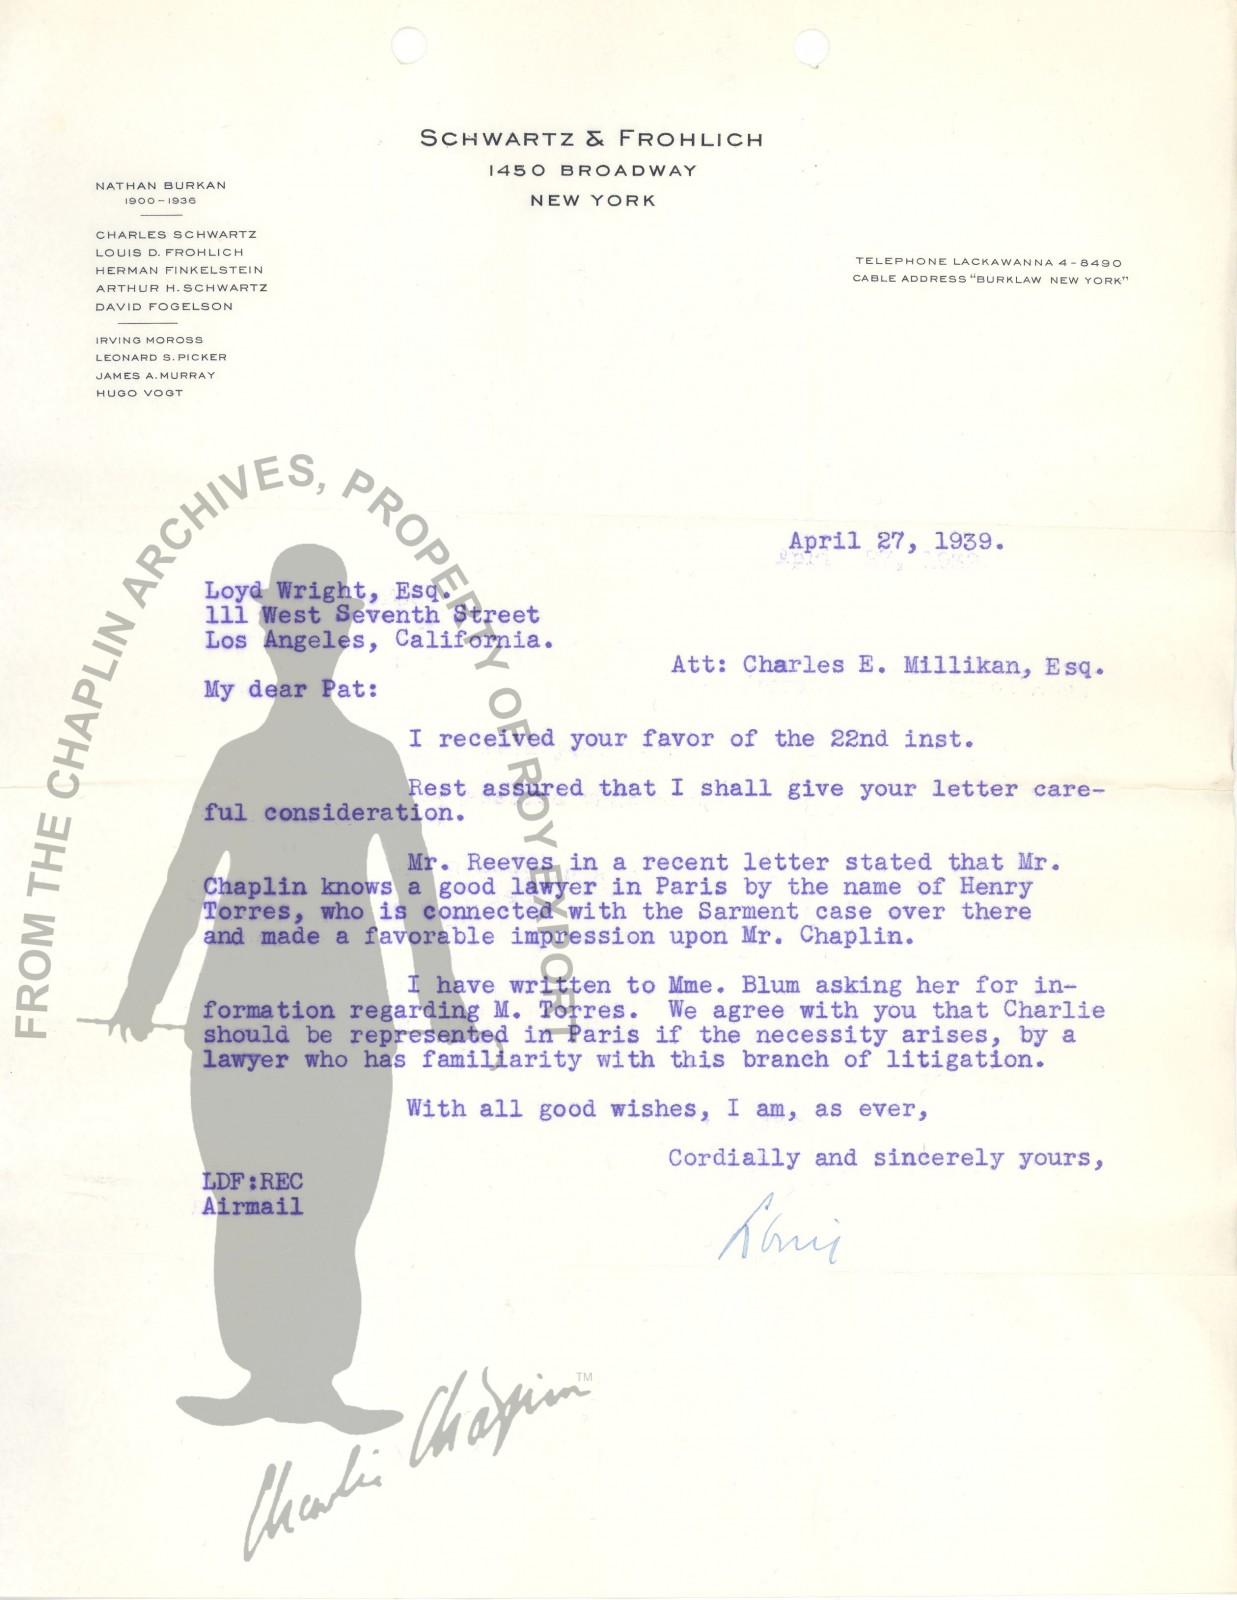 SCHWARTZ & FROHLICH
1450 BROADWAY
NEW YORK
NATHAN BURKAN
1900-1936
CHARLES SCHWARTZ
LOUIS D. FROHLICH
HERMAN FINKELSTEIN
ARTHUR H. SCHWARTZ
DAVID FOGELSON
IRVING MOROSS
LEONARD S. PICKER
JAMES A. MURRAY
HUGO VOGT
TELEPHONE LACKAWANNA 4-8490
CABLE ADDRESS "BURKLAW NEW YORK"
April 27, 1939.
Loyd Wright, Esq.
111 West Seventh Street
Los Angeles, California.
Att: Charles E. Millikan, Esq.
My dear Pat:
I received your favor of the 22nd inst.
Rest assured that I shall give your letter care-
ful consideration.
Mr. Reeves in a recent letter stated that Mr.
Chaplin knows a good lawyer in Paris by the name of Henry
Torres, who is connected with the Sarment case over there
and made a favorable impression upon Mr. Chaplin.
I have written to Mme. Blum asking her for in-
formation regarding M. Torres. We agree with you that Charlie
should be represented in Paris if the necessity arises, by a
lawyer who has familiarity with this branch of litigation.
With all good wishes, I am, as ever,
Cordially and sincerely yours,
LDF:REC
Airmail
Louis
FROM THE CHAPLIN ARCHIVES, PROPERTY OF ROY EXPORT
Charlie Chaplin TM